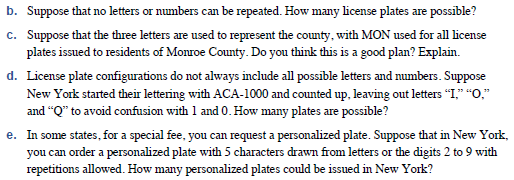 b. Suppose that no letters or numbers can be repeated. How many license plates are possible?
c. Suppose that the three letters are used to represent the county, with MON used for all license
plates issued to residents of Monroe County. Do you think this is a good plan? Explain.
d. License plate configurations do not always include all possible letters and numbers. Suppose
New York started their lettering with ACA-1000 and counted up, leaving out letters “I,” “O,”
and “Q” to avoid confusion with 1 and 0. How many plates are possible?
e. In some states, for a special fee, you can request a personalized plate. Suppose that in New York,
you can order a personalized plate with 5 characters drawn from letters or the digits 2 to 9 with
repetitions allowed. How many personalized plates could be issued in New York?